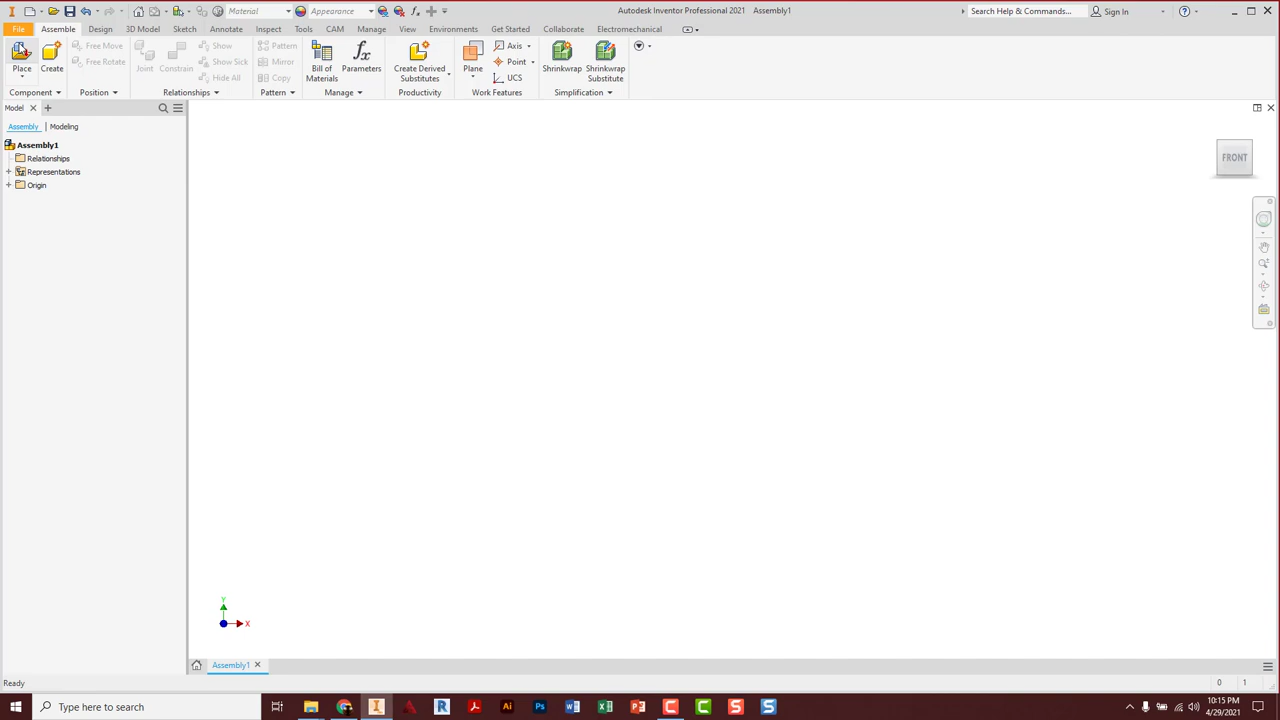 Material
Appearance
Autodesk Inventor Professional 2021 Assembly1
Search Help & Commands...
Sign In
File Assemble Design 3D Model Sketch Annotate Inspect Tools CAM Manage View Environments Get Started Collaborate Electromechanical
Place
Create
Free Move
Free Rotate
Joint
Constrain
Show
Show Sick
Hide All
Pattern
Mirror
Copy
Bill of
Materials
Parameters
Create Derived
Substitutes
Plane
Axis
Point
UCS
Shrinkwrap
Shrinkwrap
Substitute
Component Position Relationships Pattern Manage Productivity Work Features Simplification
Model
Assembly Modeling
Assembly1
Relationships
Representations
Origin
FRONT
Y
X
Assembly1
Ready
0 1
Type here to search
10:15 PM
4/29/2021